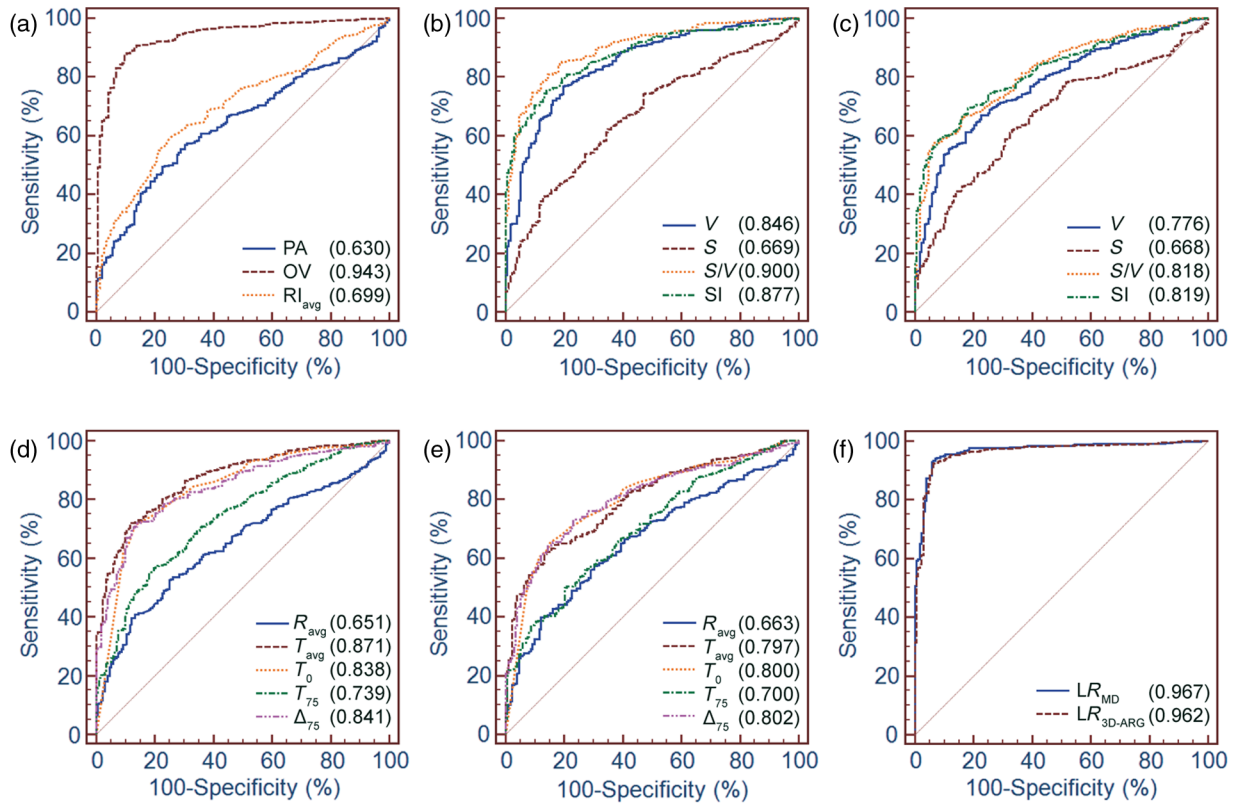 (a)
100
80
60
40
20
0
Sensitivity (%)
PA (0.630)
OV (0.943)
RIavg (0.699)
0 20 40 60 80 100
100-Specificity (%)
(b)
100
80
60
40
20
0
Sensitivity (%)
V (0.846)
S (0.669)
S/V (0.900)
SI (0.877)
0 20 40 60 80 100
100-Specificity (%)
(c)
100
80
60
40
20
0
Sensitivity (%)
V (0.776)
S (0.668)
S/V (0.818)
SI (0.819)
0 20 40 60 80 100
100-Specificity (%)
(d)
100
80
60
40
20
0
Sensitivity (%)
Ravg (0.651)
Tavg (0.871)
T0 (0.838)
T75 (0.739)
Δ75 (0.841)
0 20 40 60 80 100
100-Specificity (%)
(e)
100
80
60
40
20
0
Sensitivity (%)
Ravg (0.663)
Tavg (0.797)
T0 (0.800)
T75 (0.700)
Δ75 (0.802)
0 20 40 60 80 100
100-Specificity (%)
(f)
100
80
60
40
20
0
Sensitivity (%)
LRMD (0.967)
LR3D-ARG (0.962)
0 20 40 60 80 100
100-Specificity (%)